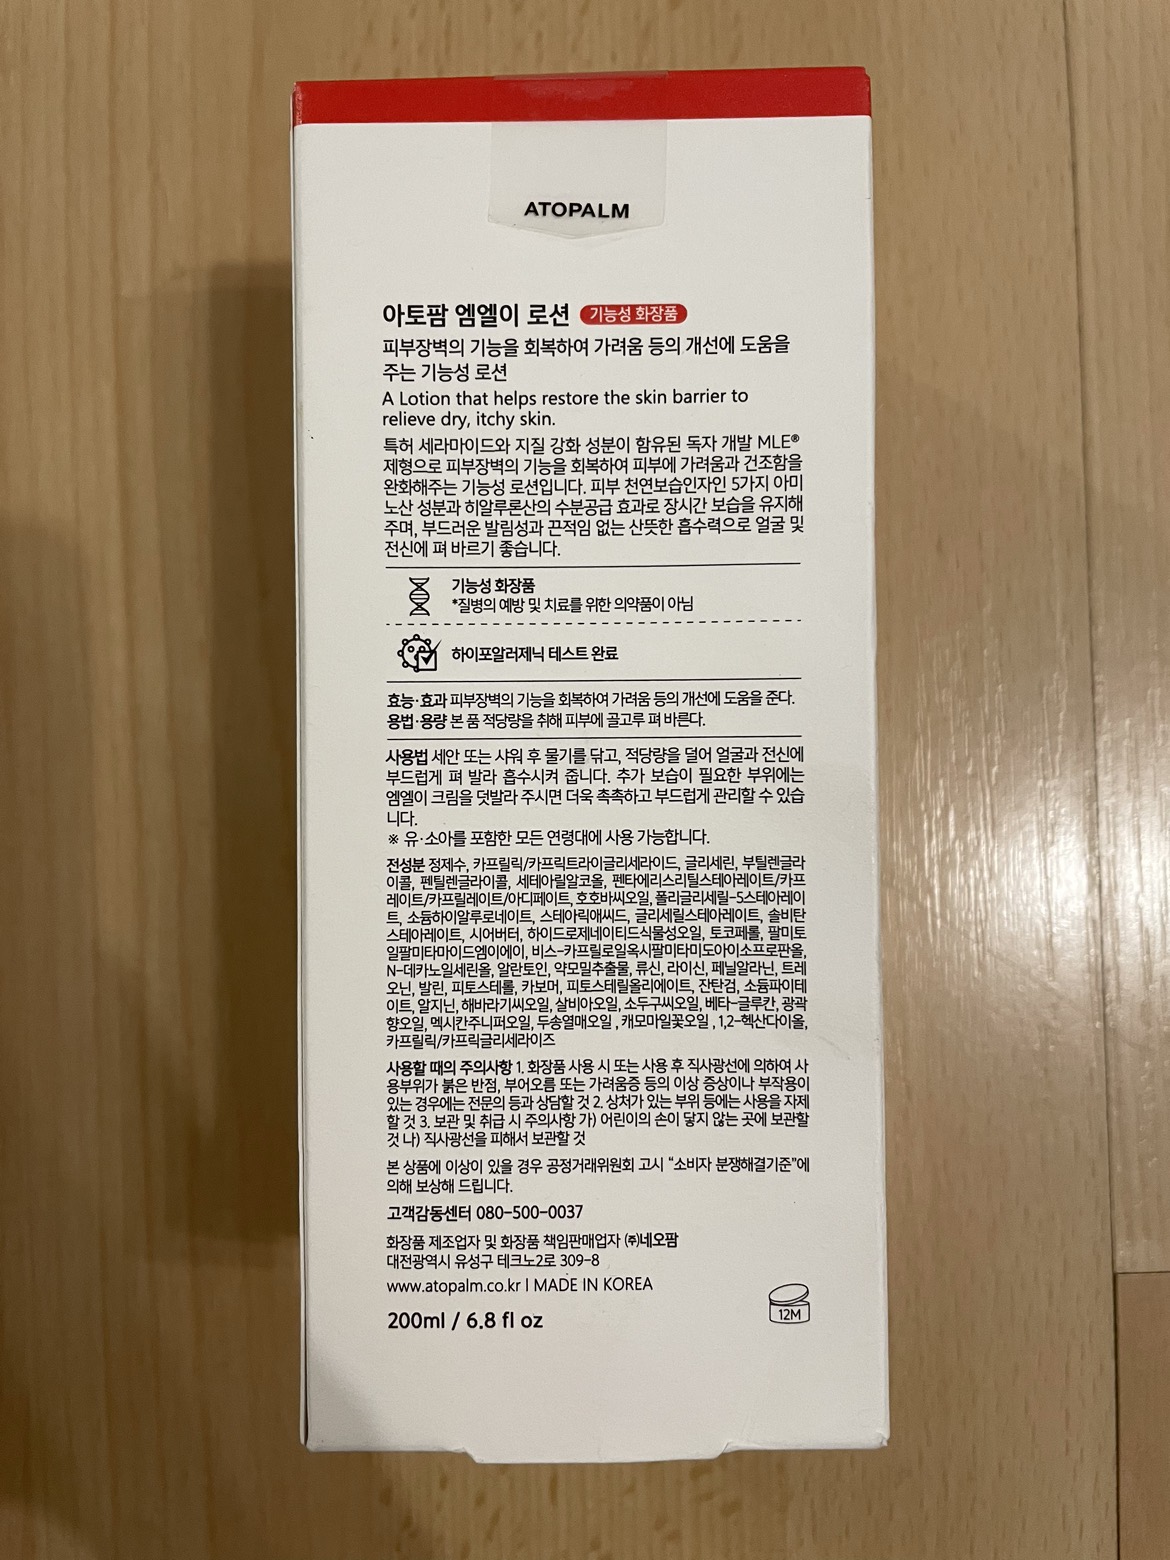 ATOPALM
아토팜 엠엘이 로션 기능성 화장품
피부장벽의 기능을 회복하여 가려움 등의 개선에 도움을
주는 기능성 로션
A Lotion that helps restore the skin barrier to
relieve dry, itchy skin.
특허 세라마이드와 지질 강화 성분이 함유된 독자 개발 MLE®
제형으로 피부장벽의 기능을 회복하여 피부에 가려움과 건조함을
완화해주는 기능성 로션입니다. 피부 천연보습인자인 5가지 아미
노산 성분과 히알루론산의 수분공급 효과로 장시간 보습을 유지해
주며, 부드러운 발림성과 끈적임 없는 산뜻한 흡수력으로 얼굴 및
전신에 펴 바르기 좋습니다.
기능성 화장품
*질병의 예방 및 치료를 위한 의약품이 아님
하이포알러제닉 테스트 완료
효능·효과 피부장벽의 기능을 회복하여 가려움 등의 개선에 도움을 준다.
용법·용량 본 품 적당량을 취해 피부에 골고루 펴 바른다.
사용법 세안 또는 샤워 후 물기를 닦고, 적당량을 덜어 얼굴과 전신에
부드럽게 펴 발라 흡수시켜 줍니다. 추가 보습이 필요한 부위에는
엠엘이 크림을 덧발라 주시면 더욱 촉촉하고 부드럽게 관리할 수 있습
니다.
※ 유·소아를 포함한 모든 연령대에 사용 가능합니다.
전성분 정제수, 카프릴릭/카프릭트라이글리세라이드, 글리세린, 부틸렌글라
이콜, 펜틸렌글라이콜, 세테아릴알코올, 펜타에리스리틸스테아레이트/카프
레이트/카프릴레이트/아디페이트, 호호바씨오일, 폴리글리세릴-5스테아레이
트, 소듐하이알루로네이트, 스테아릭애씨드, 글리세릴스테아레이트, 솔비탄
스테아레이트, 시어버터, 하이드로제네이티드식물성오일, 토코페롤, 팔미토
일팔미타마이드엠이에이, 비스-카프릴로일옥시팔미타미도아이소프로판올,
N-데카노일세린올, 알란토인, 약모밀추출물, 류신, 라이신, 페닐알라닌, 트레
오닌, 발린, 피토스테롤, 카보머, 피토스테릴올리에이트, 잔탄검, 소듐파이테
이트, 알지닌, 해바라기씨오일, 살비아오일, 소두구씨오일, 베타-글루칸, 광곽
향오일, 멕시칸주니퍼오일, 두송열매오일 , 캐모마일꽃오일 , 1,2-헥산다이올,
카프릴릭/카프릭글리세라이즈
사용할 때의 주의사항 1. 화장품 사용 시 또는 사용 후 직사광선에 의하여 사
용부위가 붉은 반점, 부어오름 또는 가려움증 등의 이상 증상이나 부작용이
있는 경우에는 전문의 등과 상담할 것 2. 상처가 있는 부위 등에는 사용을 자제
할 것 3. 보관 및 취급 시 주의사항 가) 어린이의 손이 닿지 않는 곳에 보관할
것 나) 직사광선을 피해서 보관할 것
본 상품에 이상이 있을 경우 공정거래위원회 고시 “소비자 분쟁해결기준”에
의해 보상해 드립니다.
고객감동센터 080-500-0037
화장품 제조업자 및 화장품 책임판매업자 ㈜네오팜
대전광역시 유성구 테크노2로 309-8
www.atopalm.co.kr | MADE IN KOREA
200ml / 6.8 fl oz
12M